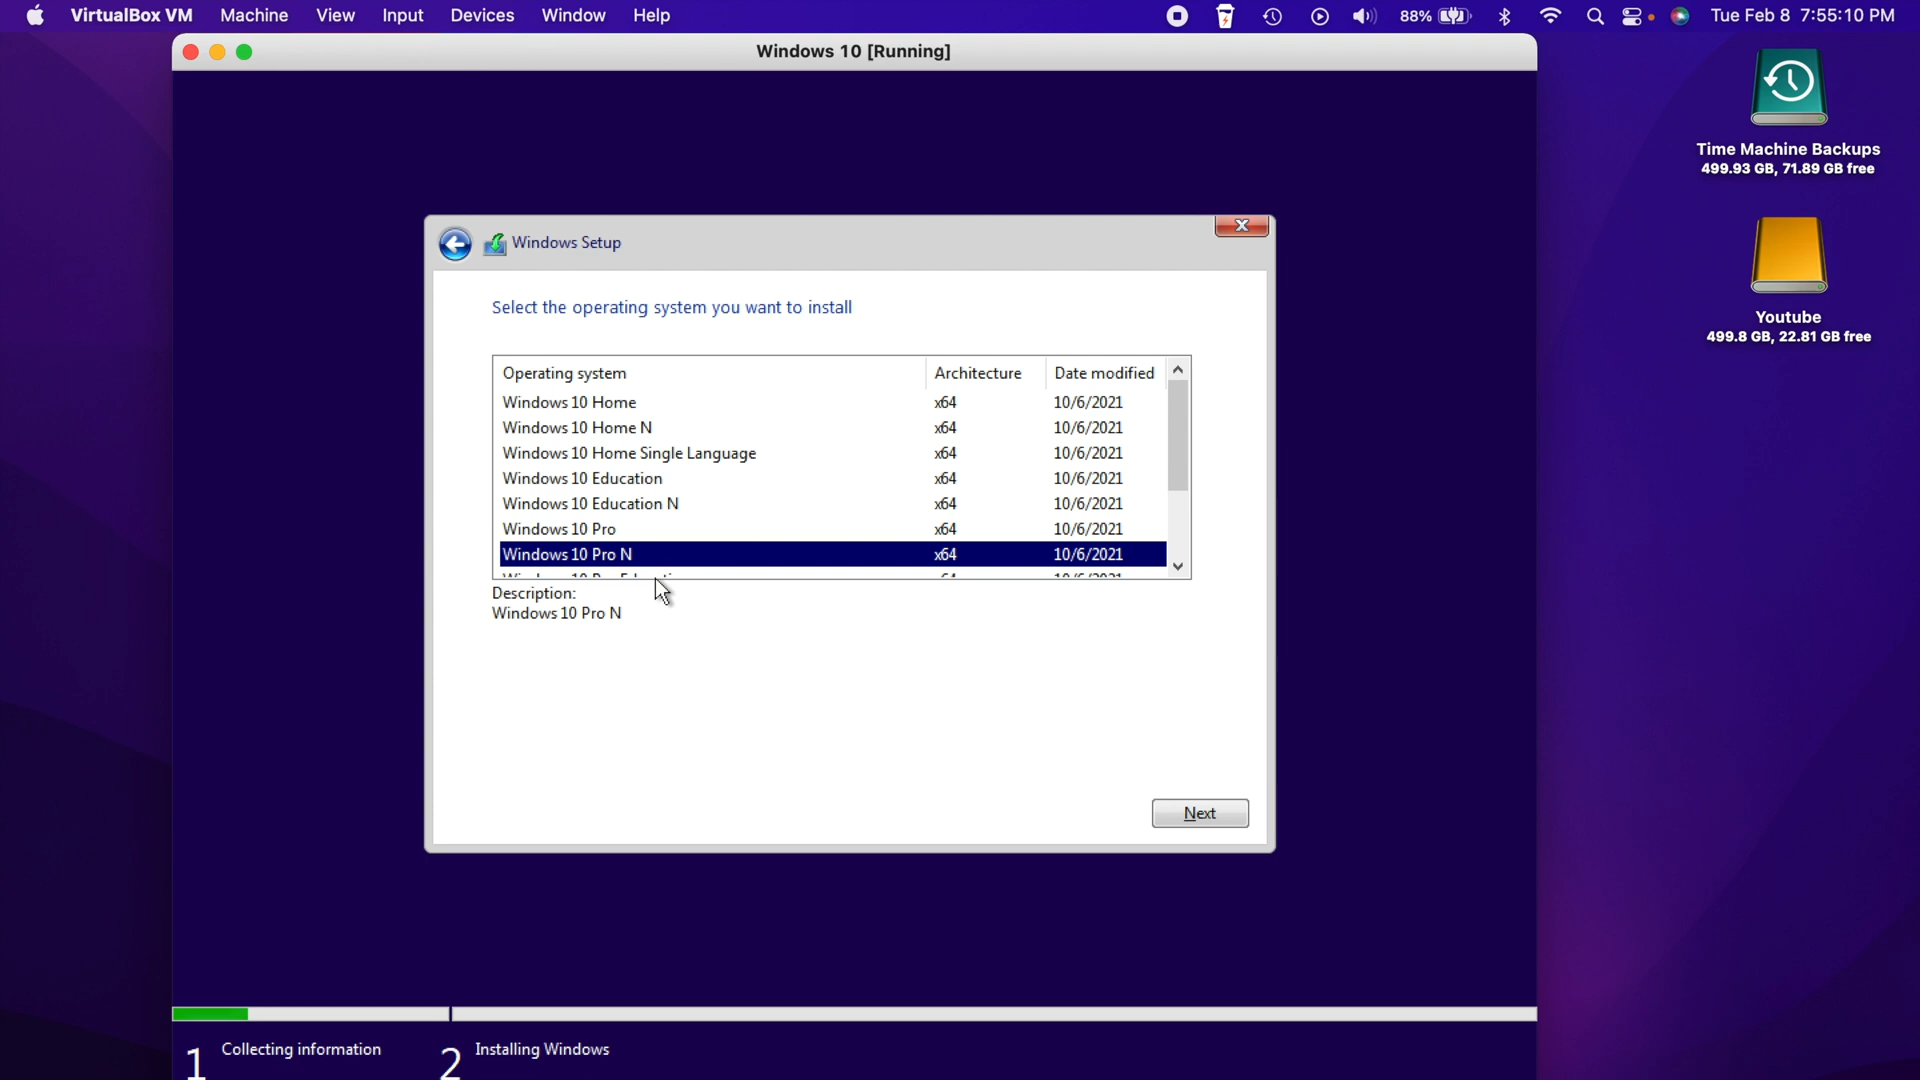 VirtualBox VM Machine View Input Devices Window Help 88% Tue Feb 8 7:55:10 PM
Windows 10 [Running]
Time Machine Backups
499.93 GB, 71.89 GB free
Youtube
499.8 GB, 22.81 GB free
Windows Setup
Select the operating system you want to install
Operating system Architecture Date modified
Windows 10 Home x64 10/6/2021
Windows 10 Home N x64 10/6/2021
Windows 10 Home Single Language x64 10/6/2021
Windows 10 Education x64 10/6/2021
Windows 10 Education N x64 10/6/2021
Windows 10 Pro x64 10/6/2021
Windows 10 Pro N x64 10/6/2021
Description:
Windows 10 Pro N
Next
1 Collecting information 2 Installing Windows